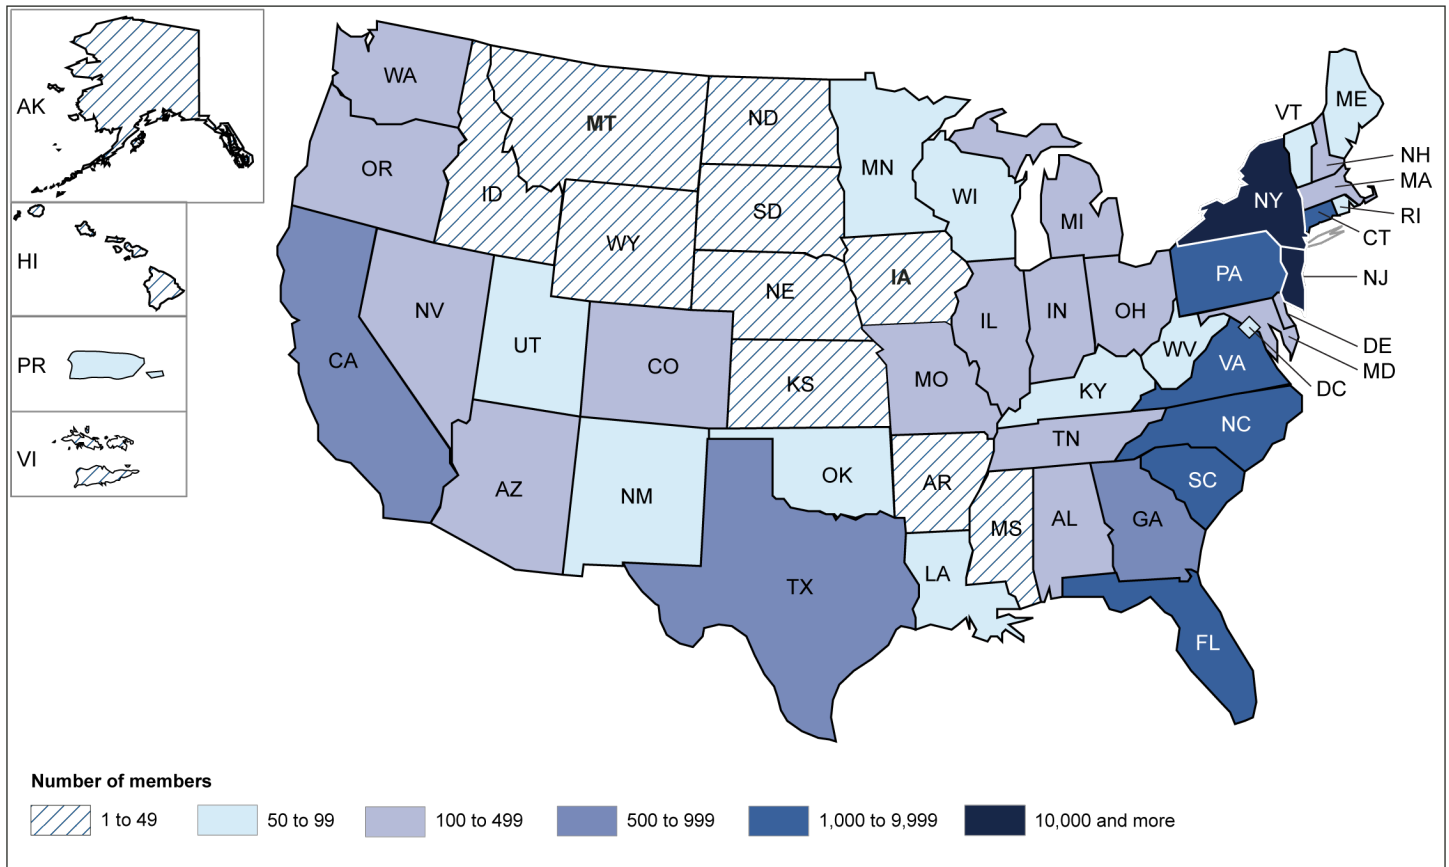 AK
HI
PR
VI
WA
OR
CA
NV
ID
MT
WY
UT
AZ
CO
NM
ND
SD
NE
KS
OK
TX
MN
IA
MO
AR
LA
WI
IL
MI
IN
OH
KY
TN
MS
AL
GA
FL
SC
NC
VA
WV
PA
NY
VT
ME
NH
MA
RI
CT
NJ
DE
MD
DC
Number of members
1 to 49
50 to 99
100 to 499
500 to 999
1,000 to 9,999
10,000 and more